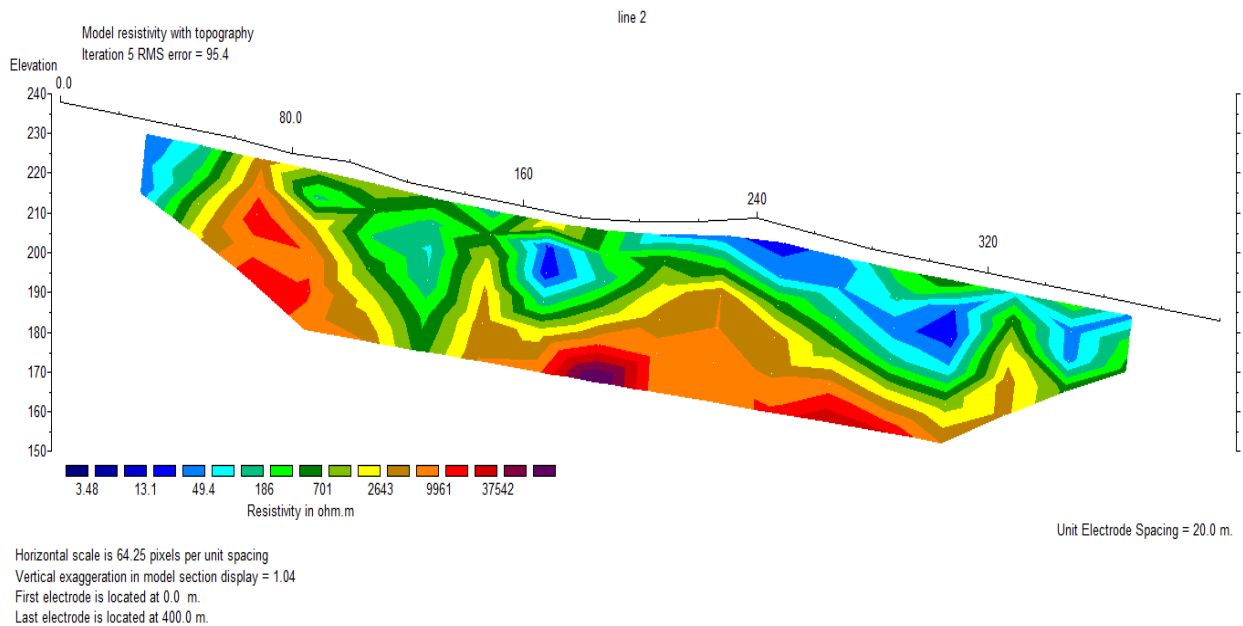 line 2
Model resistivity with topography
Iteration 5 RMS error = 95.4
Elevation
0.0
240
80.0
230
220
160
210
240
200
320
190
180
170
160
150
3.48 13.1 49.4 186 701 2643 9961 37542
Resistivity in ohm.m
Unit Electrode Spacing = 20.0 m.
Horizontal scale is 64.25 pixels per unit spacing
Vertical exaggeration in model section display = 1.04
First electrode is located at 0.0 m.
Last electrode is located at 400.0 m.